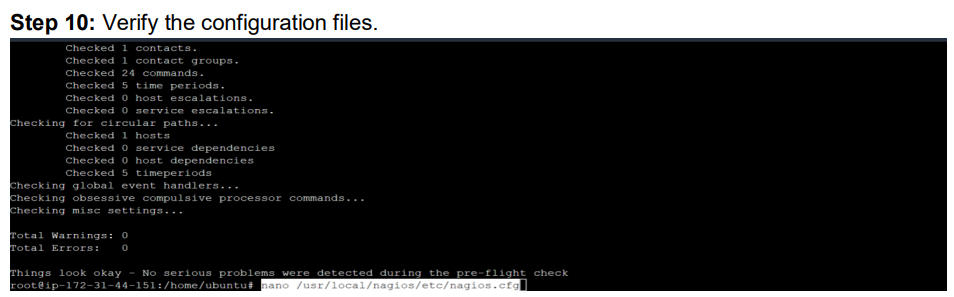 Step 10: Verify the configuration files.
Checked 1 contacts.
Checked 1 contact groups.
Checked 24 commands.
Checked 5 time periods.
Checked 0 host escalations.
Checked 0 service escalations.
Checking for circular paths...
Checked 1 hosts
Checked 0 service dependencies
Checked 0 host dependencies
Checked 5 timeperiods
Checking global event handlers...
Checking obsessive compulsive processor commands...
Checking misc settings...
Total Warnings: 0
Total Errors: 0
Things look okay - No serious problems were detected during the pre-flight check
root@ip-172-31-44-151:/home/ubuntu# nano /usr/local/nagios/etc/nagios.cfg